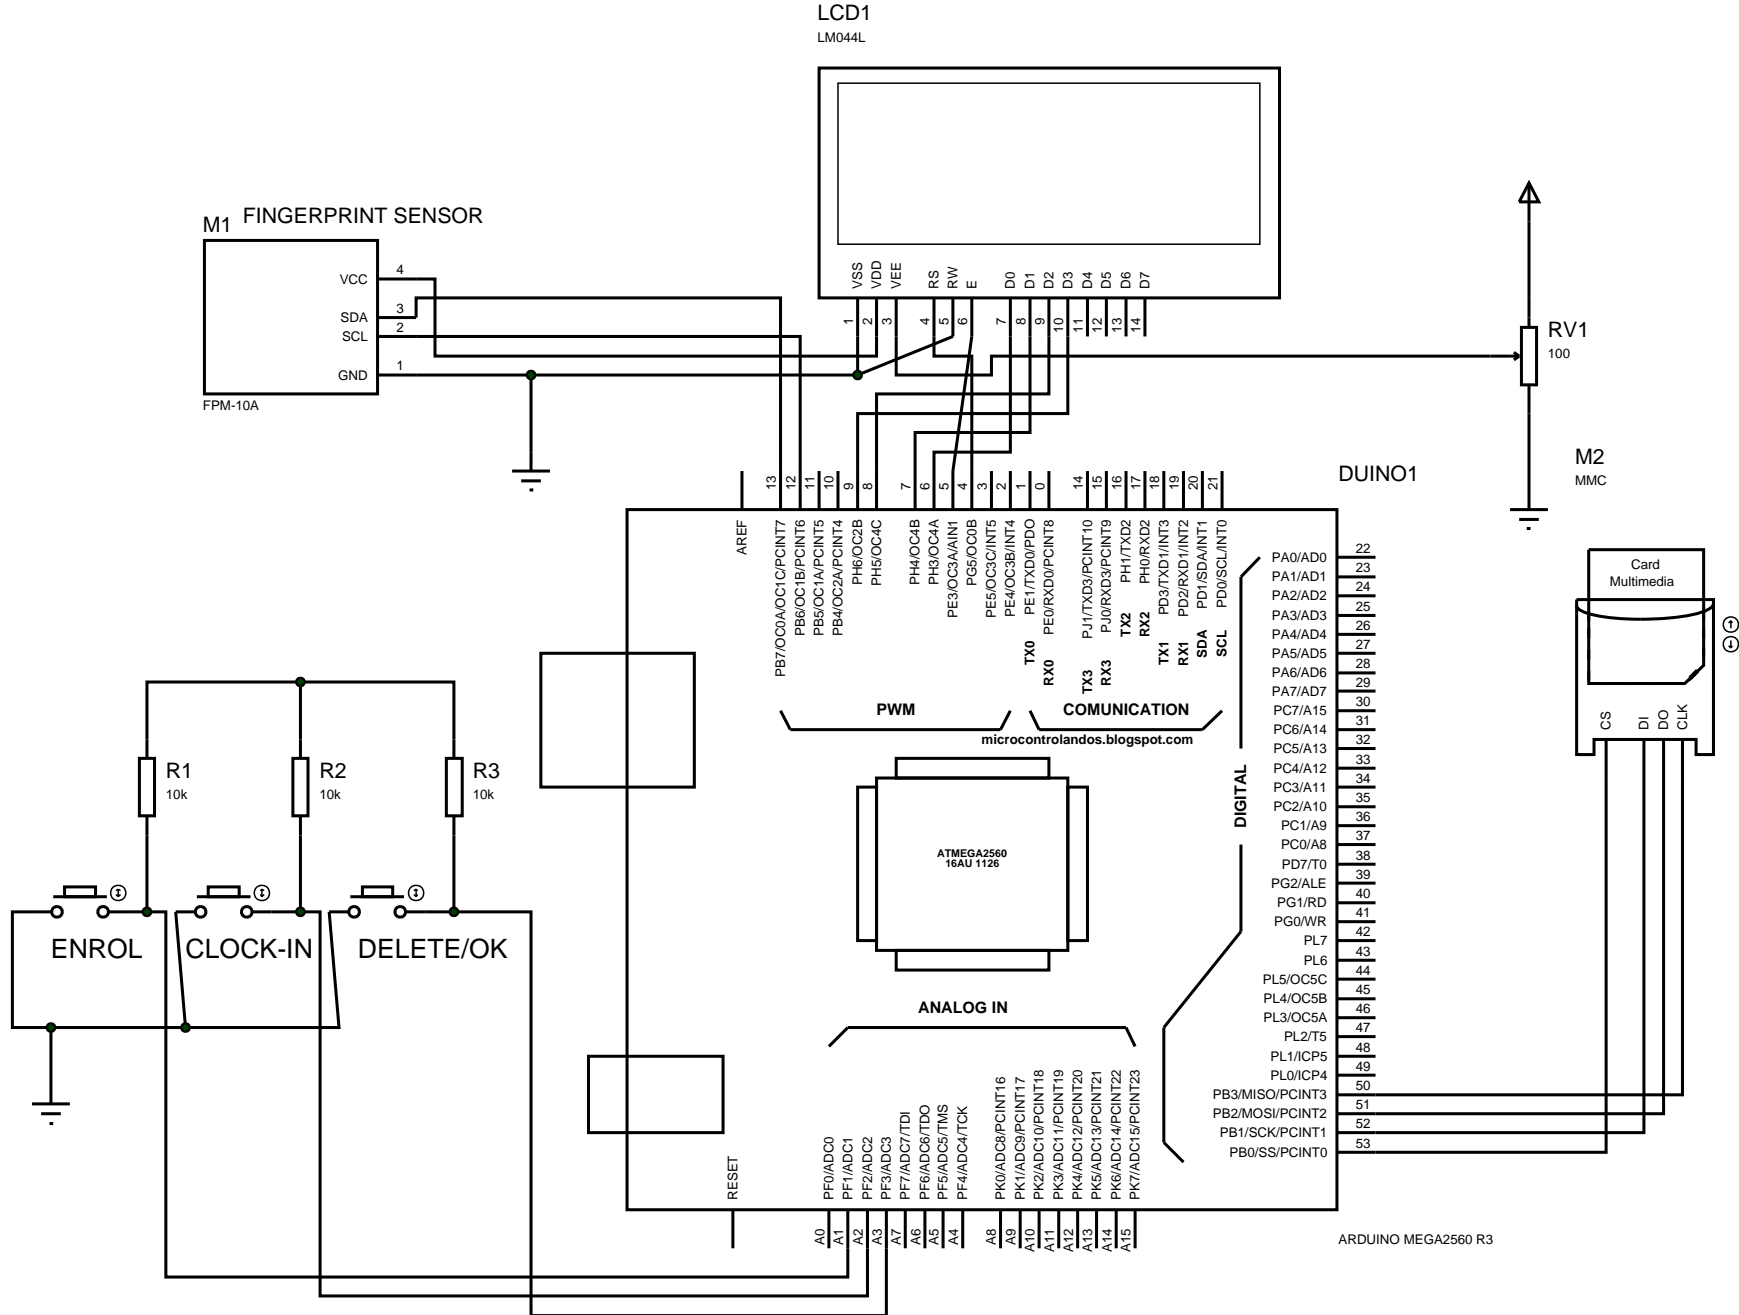 LCD1
LM044L
VSS
VDD
VEE
RS
RW
E
D0
D1
D2
D3
D4
D5
D6
D7
1
2
3
4
5
6
7
8
9
10
11
12
13
14
M1
FINGERPRINT SENSOR
VCC 4
SDA 3
SCL 2
GND 1
FPM-10A
RV1
100
M2
MMC
Card
Multimedia
CS
DI
DO
CLK
DUINO1
AREF
13
12
11
10
9
8
7
6
5
4
3
2
1
0
14
15
16
17
18
19
20
21
PB7/OC0A/OC1C/PCINT7
PB6/OC1B/PCINT6
PB5/OC1A/PCINT5
PB4/OC2A/PCINT4
PH6/OC2B
PH5/OC4C
PH4/OC4B
PH3/OC4A
PE3/OC3A/AIN1
PG5/OC0B
PE5/OC3C/INT5
PE4/OC3B/INT4
PE1/TXD0/PDO
PE0/RXD0/PCINT8
PJ1/TXD3/PCINT10
PJ0/RXD3/PCINT9
PH1/TXD2
PH0/RXD2
PD3/TXD1/INT3
PD2/RXD1/INT2
PD1/SDA/INT1
PD0/SCL/INT0
TX0
RX0
TX3
RX3
TX2
RX2
TX1
RX1
SDA
SCL
PWM
COMUNICATION
microcontrolandos.blogspot.com
DIGITAL
ATMEGA2560
16AU 1126
ANALOG IN
PA0/AD0 22
PA1/AD1 23
PA2/AD2 24
PA3/AD3 25
PA4/AD4 26
PA5/AD5 27
PA6/AD6 28
PA7/AD7 29
PC7/A15 30
PC6/A14 31
PC5/A13 32
PC4/A12 33
PC3/A11 34
PC2/A10 35
PC1/A9 36
PC0/A8 37
PD7/T0 38
PG2/ALE 39
PG1/RD 40
PG0/WR 41
PL7 42
PL6 43
PL5/OC5C 44
PL4/OC5B 45
PL3/OC5A 46
PL2/T5 47
PL1/ICP5 48
PL0/ICP4 49
PB3/MISO/PCINT3 50
PB2/MOSI/PCINT2 51
PB1/SCK/PCINT1 52
PB0/SS/PCINT0 53
R1
10k
R2
10k
R3
10k
ENROL
CLOCK-IN
DELETE/OK
RESET
PF0/ADC0
PF1/ADC1
PF2/ADC2
PF3/ADC3
PF7/ADC7/TDI
PF6/ADC6/TDO
PF5/ADC5/TMS
PF4/ADC4/TCK
PK0/ADC8/PCINT16
PK1/ADC9/PCINT17
PK2/ADC10/PCINT18
PK3/ADC11/PCINT19
PK4/ADC12/PCINT20
PK5/ADC13/PCINT21
PK6/ADC14/PCINT22
PK7/ADC15/PCINT23
A0
A1
A2
A3
A7
A6
A5
A4
A8
A9
A10
A11
A12
A13
A14
A15
ARDUINO MEGA2560 R3